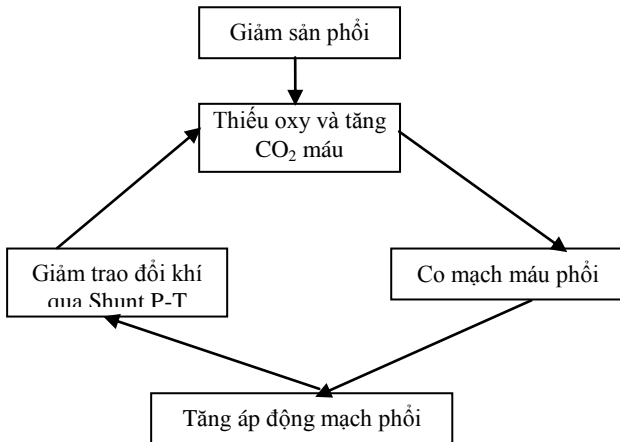 Giảm sản phổi
Thiếu oxy và tăng
CO₂ máu
Giảm trao đổi khí
qua Shunt P-T
Co mạch máu phổi
Tăng áp động mạch phổi